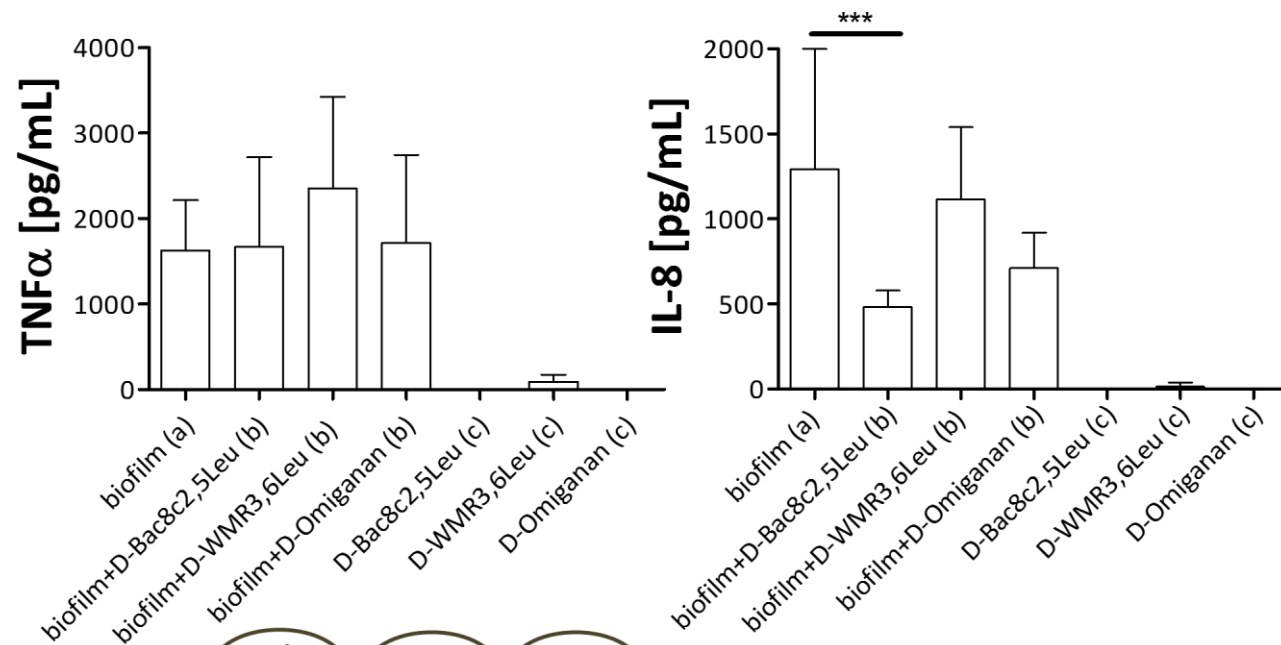 TNFα [pg/mL]
4000
3000
2000
1000
0
biofilm (a)
biofilm+D-Bac8c2,5Leu (b)
biofilm+D-WMR3,6Leu (b)
biofilm+D-Omiganan (b)
D-Bac8c2,5Leu (c)
D-WMR3,6Leu (c)
D-Omiganan (c)
***
IL-8 [pg/mL]
2000
1500
1000
500
0
biofilm (a)
biofilm+D-Bac8c2,5Leu (b)
biofilm+D-WMR3,6Leu (b)
biofilm+D-Omiganan (b)
D-Bac8c2,5Leu (c)
D-WMR3,6Leu (c)
D-Omiganan (c)